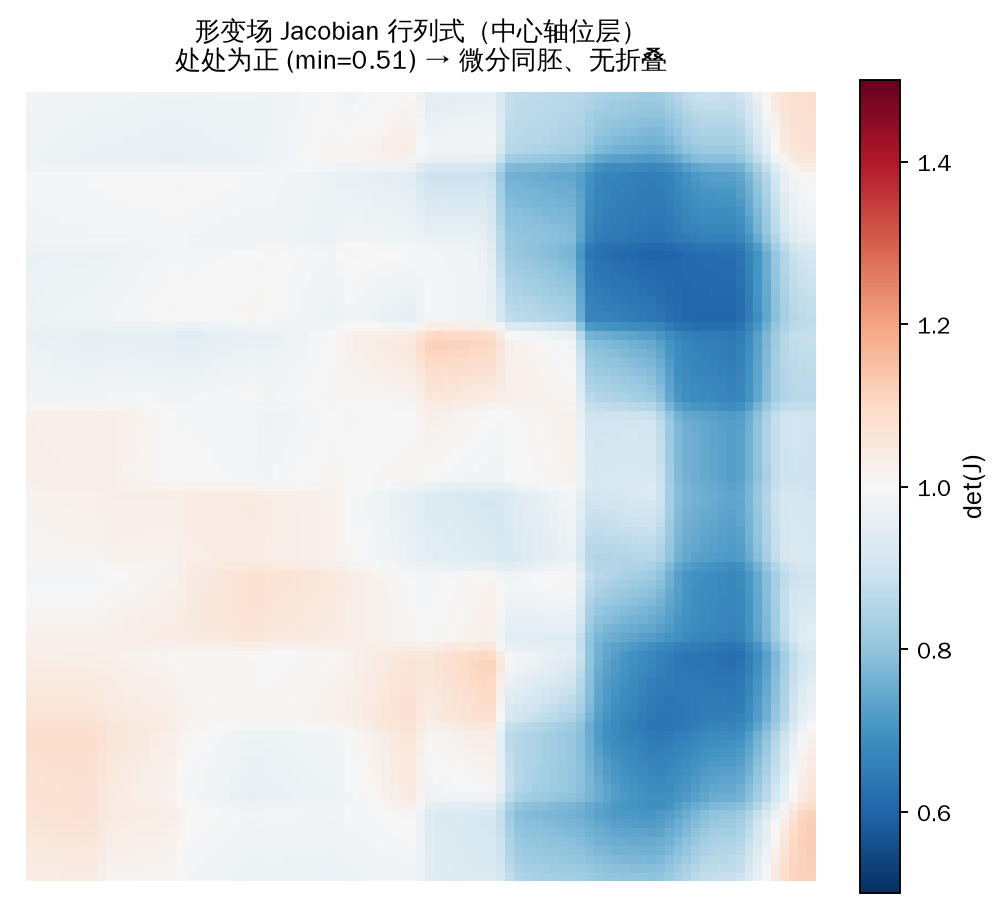 形变场 Jacobian 行列式（中心轴位层）
处处为正 (min=0.51) → 微分同胚、无折叠
1.4
1.2
1.0
0.8
0.6
det(J)